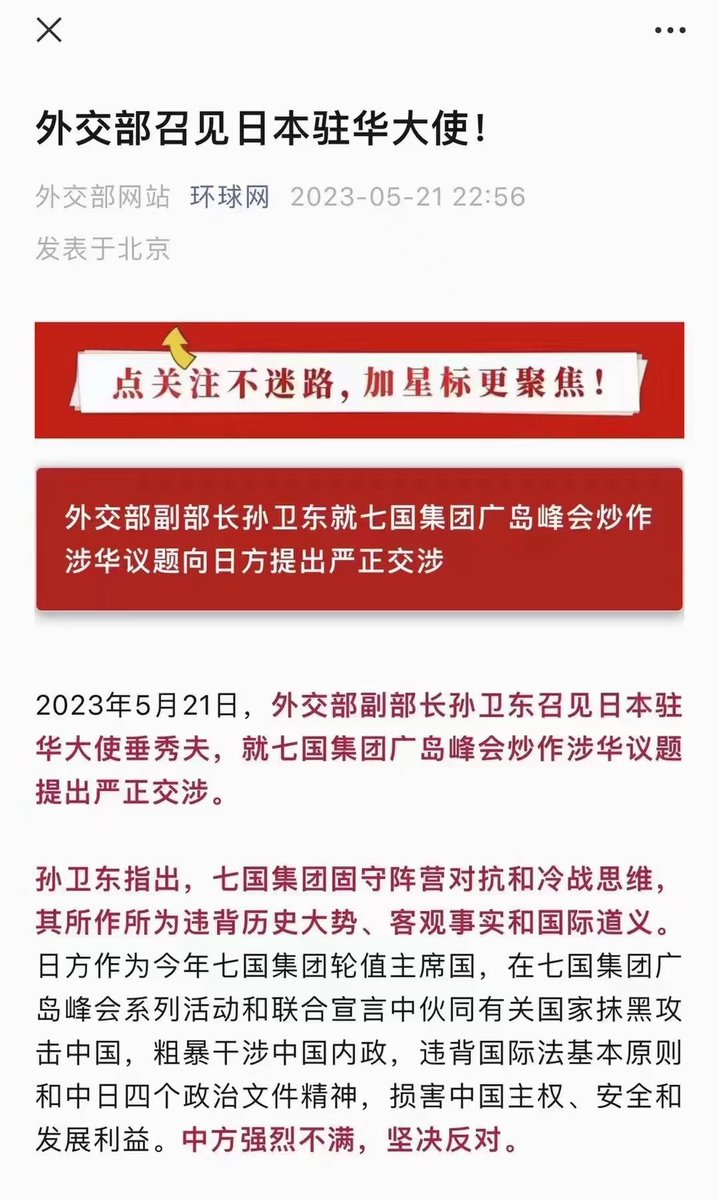 外交部召见日本驻华大使！
外交部网站 环球网 2023-05-21 22:56
发表于北京
点关注不迷路，加星标更聚焦！
外交部副部长孙卫东就七国集团广岛峰会炒作
涉华议题向日方提出严正交涉
2023年5月21日，外交部副部长孙卫东召见日本驻
华大使垂秀夫，就七国集团广岛峰会炒作涉华议题
提出严正交涉。
孙卫东指出，七国集团固守阵营对抗和冷战思维，
其所作所为违背历史大势、客观事实和国际道义。
日方作为今年七国集团轮值主席国，在七国集团广
岛峰会系列活动和联合宣言中伙同有关国家抹黑攻
击中国，粗暴干涉中国内政，违背国际法基本原则
和中日四个政治文件精神，损害中国主权、安全和
发展利益。中方强烈不满，坚决反对。